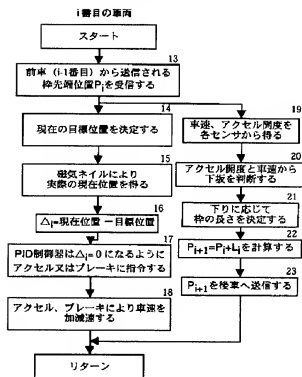 i番目の車両
スタート
13
前車(i-1番目)から送信される
枠先端位置Piを受信する
14
現在の目標位置を決定する
15
磁気ネイルにより
実際の現在位置を得る
16
△i=現在位置 ー目標位置
17
PID制御器は△i=0 になるように
アクセル又はブレーキに指令する
18
アクセル、ブレーキにより車速を
加減速する
19
車速、アクセル開度を
各センサから得る
20
アクセル開度と車速から
下坂を判断する
21
下りに応じて
枠の長さを決定する
22
Pi+1=Pi+Liを計算する
23
Pi+1を後車へ送信する
リターン